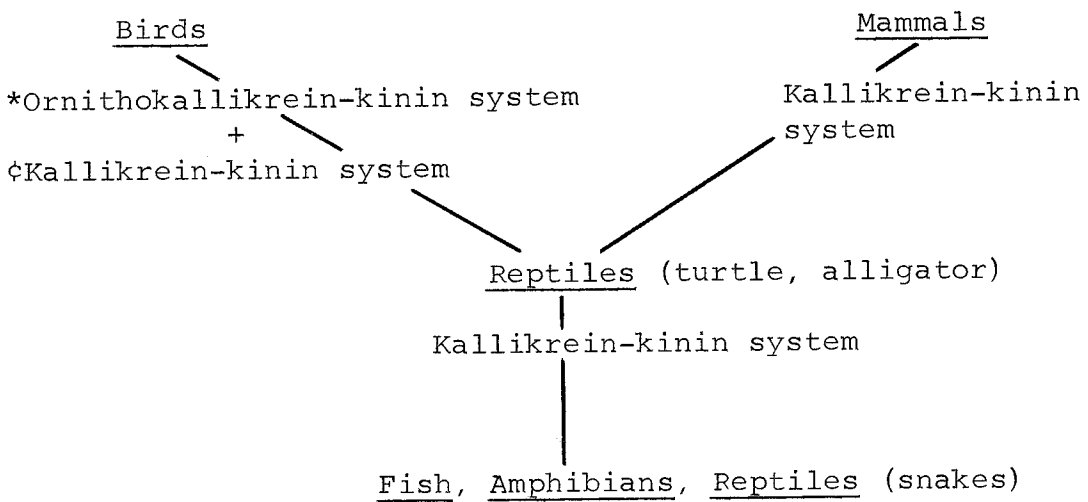 Birds
Mammals
*Ornithokallikrein-kinin system
+
¢Kallikrein-kinin system
Kallikrein-kinin
system
Reptiles (turtle, alligator)
Kallikrein-kinin system
Fish, Amphibians, Reptiles (snakes)